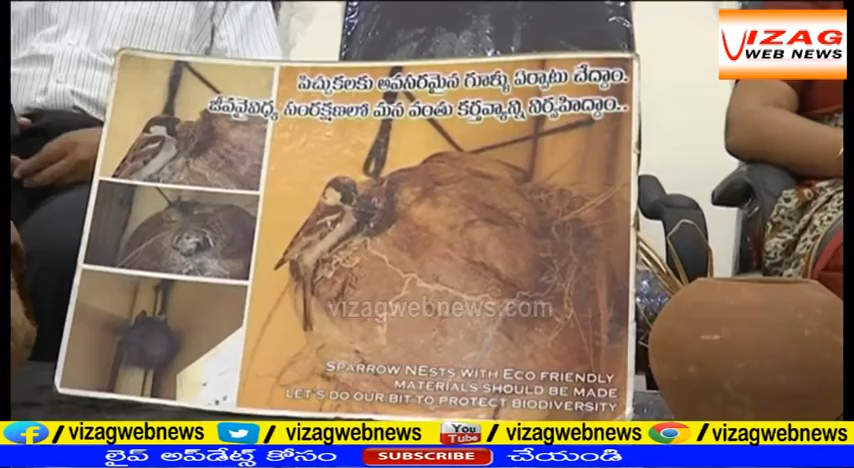 VIZAG
WEB NEWS
పిచ్చుకలకు అవసరమైన గూళ్ళు ఏర్పాటు చేద్దాం.
జీవవైవిధ్య సంరక్షణలో మన వంతు కర్తవ్యాన్ని నిర్వహిద్దాం..
vizagwebnews.com
SPARROW NESTS WITH ECO FRIENDLY
MATERIALS SHOULD BE MADE
LET'S DO OUR BIT TO PROTECT BIODIVERSITY
f/vizagwebnews /vizagwebnews You Tube /vizagwebnews /vizagwebnews
లైవ్ అప్‌డేట్స్ కోసం SUBSCRIBE చేయండి